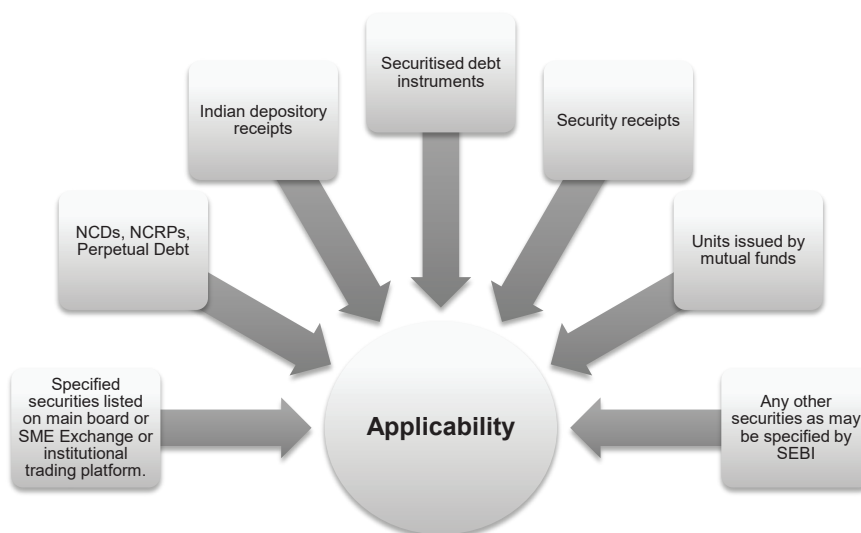 Securitised debt
instruments
Indian depository
receipts
Security receipts
NCDs, NCRPs,
Perpetual Debt
Units issued by
mutual funds
Specified
securities listed
on main board or
SME Exchange or
institutional
trading platform.
Applicability
Any other
securities as may
be specified by
SEBI